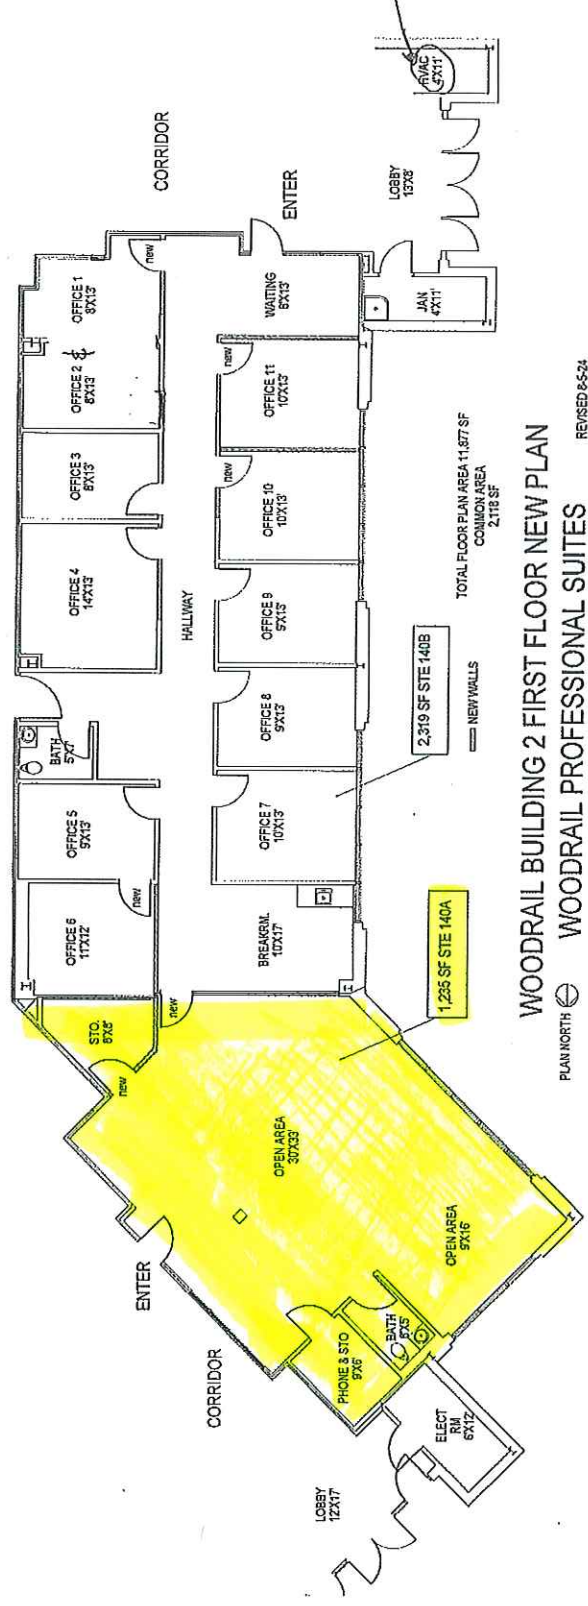 CORRIDOR
ENTER
HVAC
4'X11'
LOBBY
13'X8'
JAN
4'X11'
OFFICE 1
8'X13'
OFFICE 2
8'X13'
OFFICE 3
8'X13'
OFFICE 4
14'X13'
new
WAITING
8'X13'
new
OFFICE 11
10'X13'
new
OFFICE 10
10'X13'
OFFICE 9
9'X13'
OFFICE 8
9'X13'
OFFICE 7
10'X13'
HALLWAY
BATH
5'X7'
OFFICE 5
9'X13'
OFFICE 6
11'X12'
new
BREAKRM.
10'X17'
new
STO.
8'X8'
new
OPEN AREA
30'X33'
OPEN AREA
9'X16'
ENTER
CORRIDOR
PHONE & STO
9'X6'
BATH
6'X5'
ELECT
RM
6'X12'
LOBBY
12'X17'
1,235 SF STE 140A
2,319 SF STE 140B
NEW WALLS
TOTAL FLOOR PLAN AREA 11,877 SF
COMMON AREA
2,118 SF
WOODRAIL BUILDING 2 FIRST FLOOR NEW PLAN
WOODRAIL PROFESSIONAL SUITES
PLAN NORTH
REVISED 8-5-24